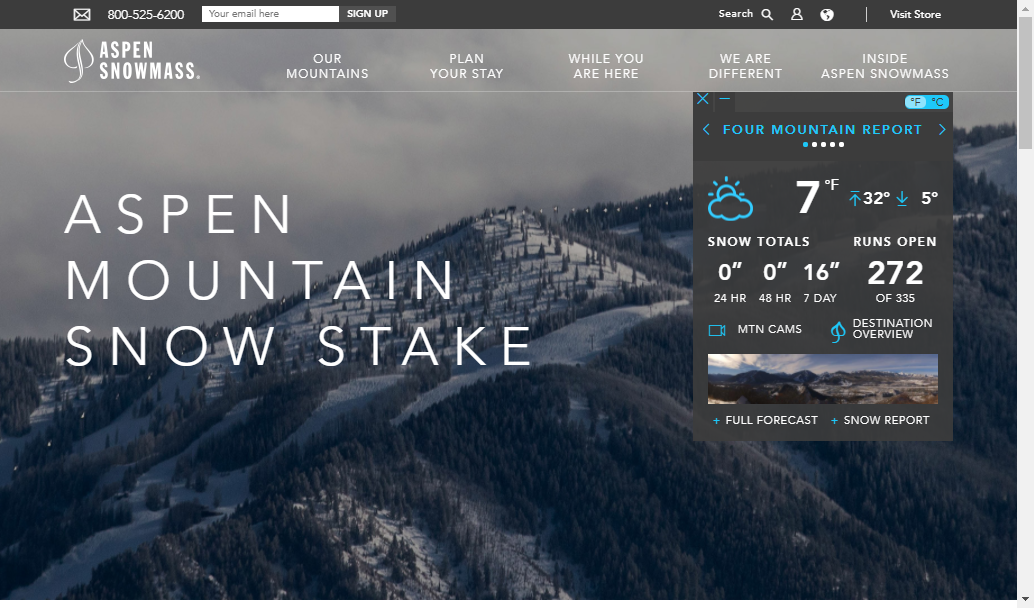 800-525-6200
Your email here
SIGN UP
Search
Visit Store
ASPEN
SNOWMASS
OUR
MOUNTAINS
PLAN
YOUR STAY
WHILE YOU
ARE HERE
WE ARE
DIFFERENT
INSIDE
ASPEN SNOWMASS
°F °C
FOUR MOUNTAIN REPORT
7 °F 32° 5°
SNOW TOTALS
0” 0” 16”
24 HR 48 HR 7 DAY
RUNS OPEN
272
OF 335
MTN CAMS
DESTINATION
OVERVIEW
+ FULL FORECAST + SNOW REPORT
ASPEN
MOUNTAIN
SNOW STAKE